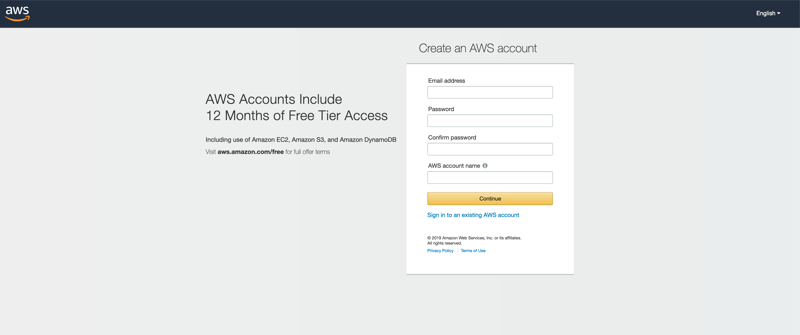 aws
English
Create an AWS account
AWS Accounts Include
12 Months of Free Tier Access
Including use of Amazon EC2, Amazon S3, and Amazon DynamoDB
Visit aws.amazon.com/free for full offer terms
Email address
Password
Confirm password
AWS account name
Continue
Sign in to an existing AWS account
© 2019 Amazon Web Services, Inc. or its affiliates.
All rights reserved.
Privacy Policy Terms of Use